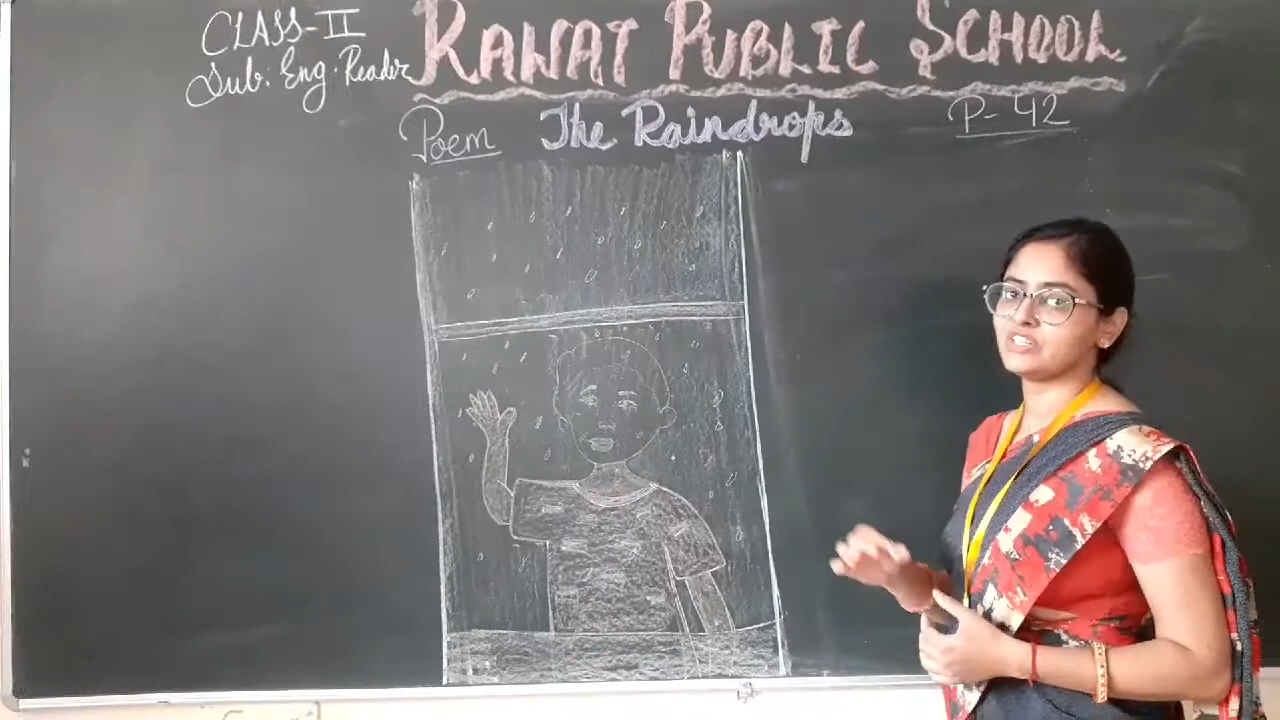 CLASS-II
Sub: Eng. Reader
RAWAT PUBLIC SCHOOL
Poem The Raindrops P-42